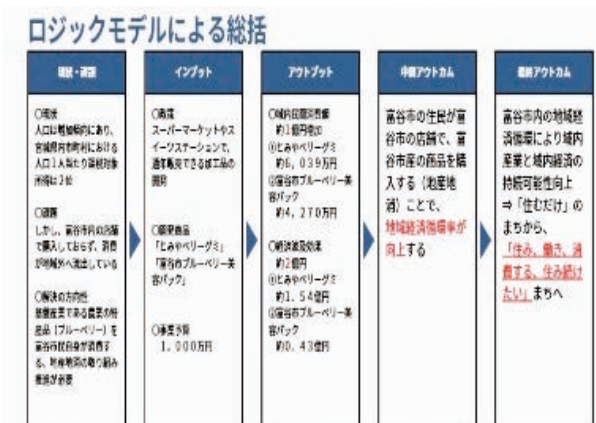 ロジックモデルによる総括
現状・課題
〇現状
人口は増加傾向にあり、
宮城県内市町村における
人口1人当たり課税対象
所得は2位
〇課題
しかし、富谷市内の店舗
で購入しておらず、消費
が地域外へ流出している
〇解決の方向性
基盤産業である農業の特
産品(ブルーベリー)を
富谷市民自身が消費す
る、地産地消の取り組み
推進が必要
インプット
スーパーマーケットやス
イーツステーションで、
通年販売できる加工品の
開発
〇開発商品
「とみやベリーグミ」
「富谷市ブルーベリー美
容パック」
〇事業予算
1,000万円
アウトプット
〇域内民間消費額
約1億円増加
①とみやベリーグミ
約6,039万円
②富谷市ブルーベリー美
容パック
約4,270万円
〇経済波及効果
約2億円
①とみやベリーグミ
約1.54億円
②富谷市ブルーベリー美
容パック
約0.43億円
中間アウトカム
富谷市の住民が富
谷市の店舗で、富
谷市産の商品を購
入する(地産地
消)ことで、
地域経済循環率が
向上する
最終アウトカム
富谷市内の地域経
済循環により域内
産業と域内経済の
持続可能性向上
⇒「住むだけ」の
まちから、
「住み、働き、消
費する、住み続け
たい」まちへ